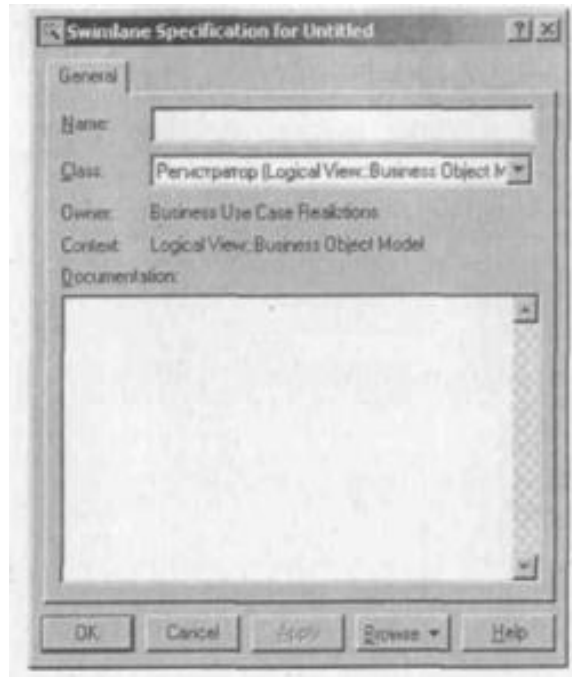 Swimlane Specification for Untitled
General
Name:
Class: Регистратор (Logical View::Business Object M
Owner: Business Use Case Realiztions
Context: Logical View::Business Object Model
Documentation:
OK Cancel Apply Browse Help